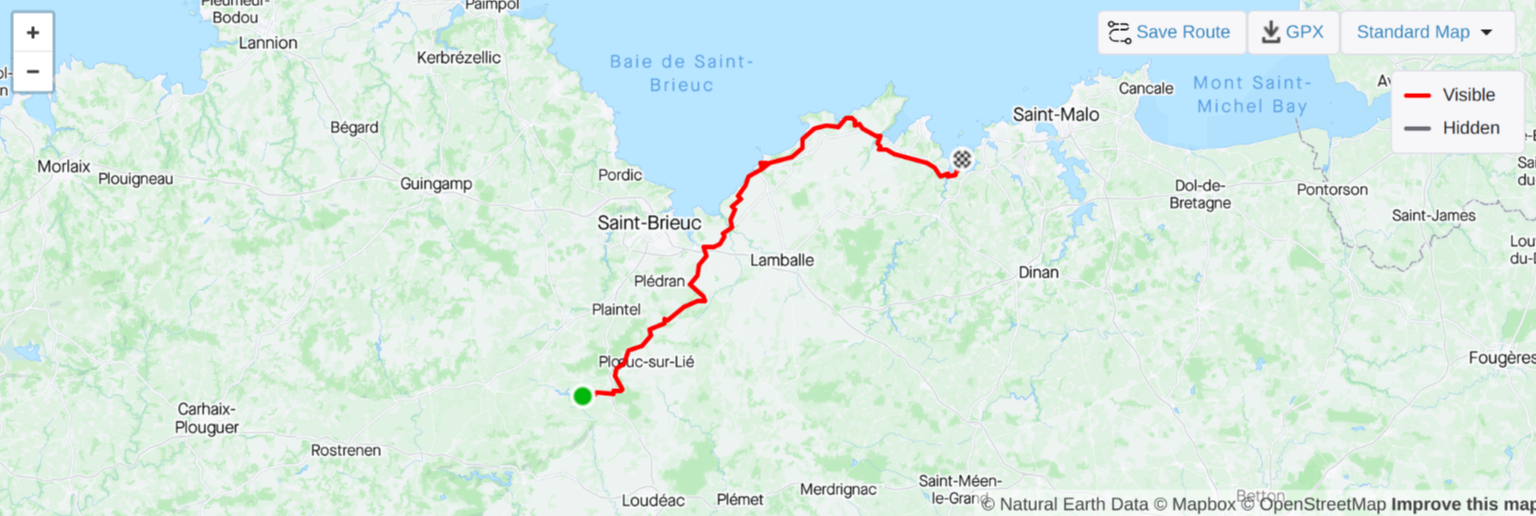 Pleumeur-
Bodou
Paimpol
Lannion
Kerbrézellic
Baie de Saint-
Brieuc
+
−
Save Route
GPX
Standard Map
Visible
Hidden
Mont Saint-
Michel Bay
Cancale
Saint-Malo
Bégard
Morlaix
Plouigneau
Guingamp
Pordic
Saint-Brieuc
Dol-de-
Bretagne
Pontorson
Saint-James
Lamballe
Dinan
Plédran
Plaintel
Plœuc-sur-Lié
Fougères
Carhaix-
Plouguer
Rostrenen
Loudéac
Plémet
Merdrignac
Saint-Méen-
le-Grand
Betton
© Natural Earth Data © Mapbox © OpenStreetMap Improve this map